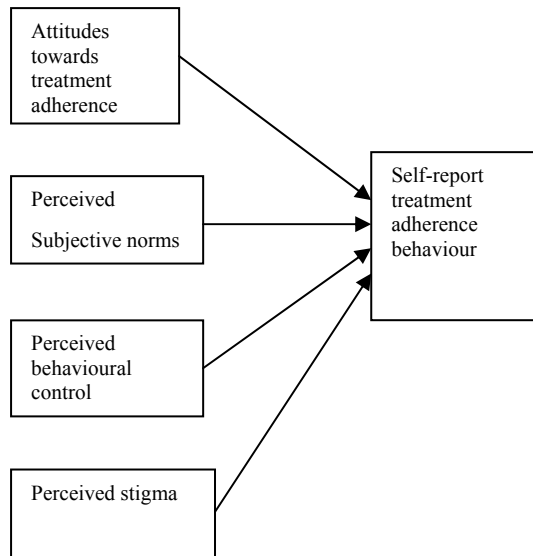 Attitudes
towards
treatment
adherence
Perceived
Subjective norms
Perceived
behavioural
control
Perceived stigma
Self-report
treatment
adherence
behaviour